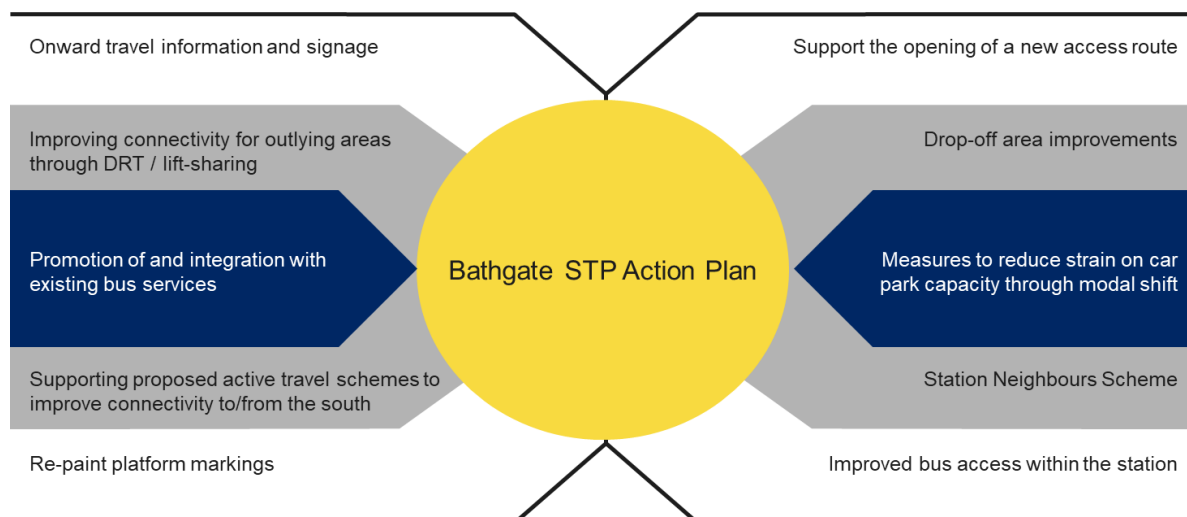 Onward travel information and signage
Improving connectivity for outlying areas
through DRT / lift-sharing
Promotion of and integration with
existing bus services
Supporting proposed active travel schemes to
improve connectivity to/from the south
Re-paint platform markings
Bathgate STP Action Plan
Support the opening of a new access route
Drop-off area improvements
Measures to reduce strain on car
park capacity through modal shift
Station Neighbours Scheme
Improved bus access within the station